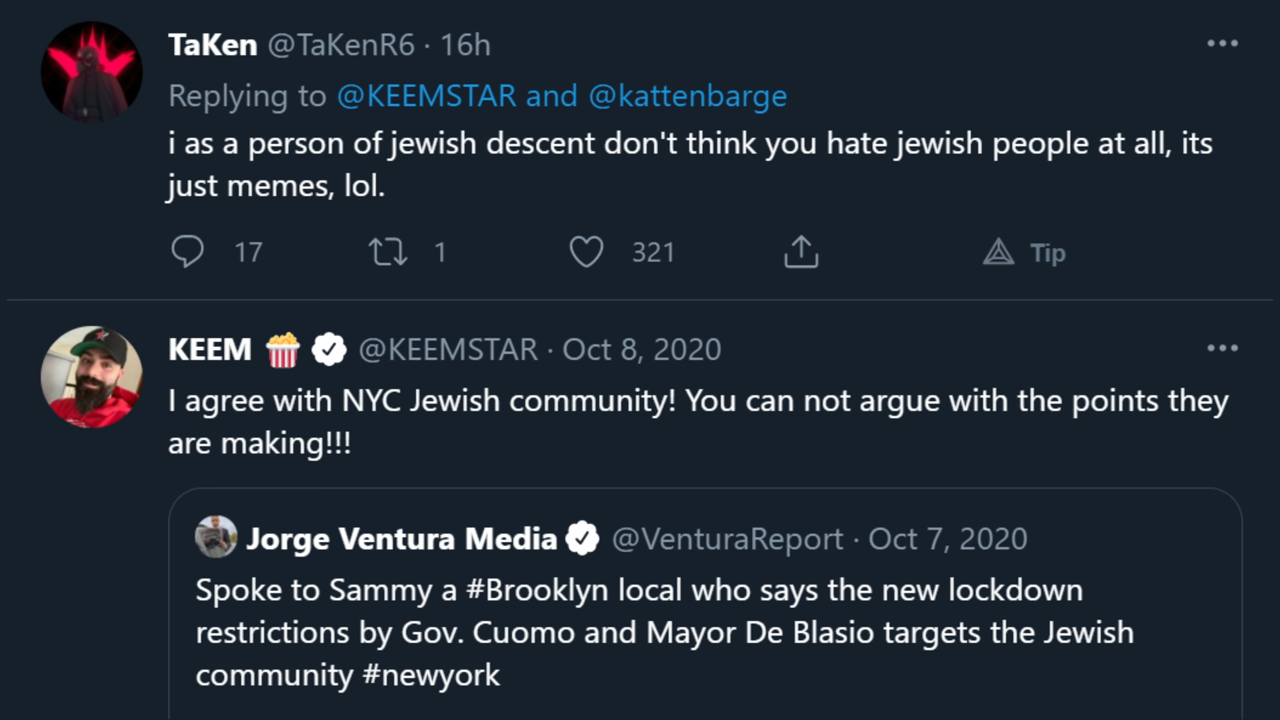 TaKen @TaKenR6 · 16h
Replying to @KEEMSTAR and @kattenbarge
i as a person of jewish descent don't think you hate jewish people at all, its
just memes, lol.
17 1 321 Tip
KEEM 🍿 @KEEMSTAR · Oct 8, 2020
I agree with NYC Jewish community! You can not argue with the points they
are making!!!
Jorge Ventura Media @VenturaReport · Oct 7, 2020
Spoke to Sammy a #Brooklyn local who says the new lockdown
restrictions by Gov. Cuomo and Mayor De Blasio targets the Jewish
community #newyork